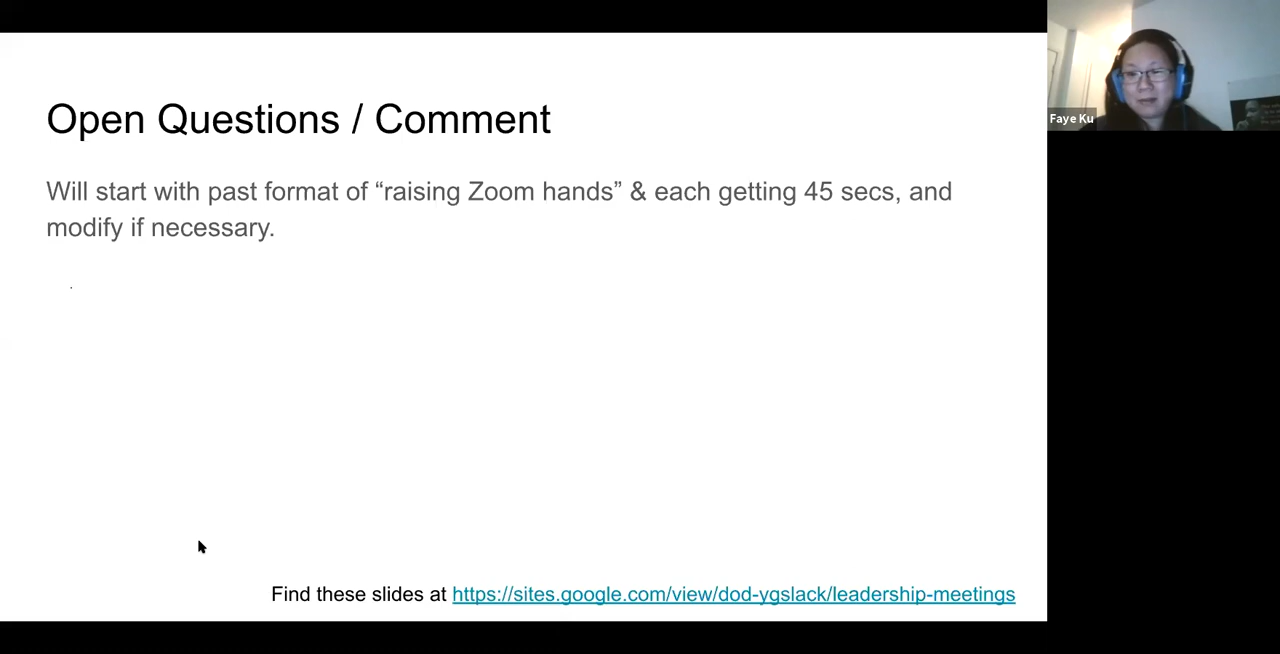 Open Questions / Comment
Will start with past format of “raising Zoom hands” & each getting 45 secs, and
modify if necessary.
Find these slides at https://sites.google.com/view/dod-ygslack/leadership-meetings
Faye Ku